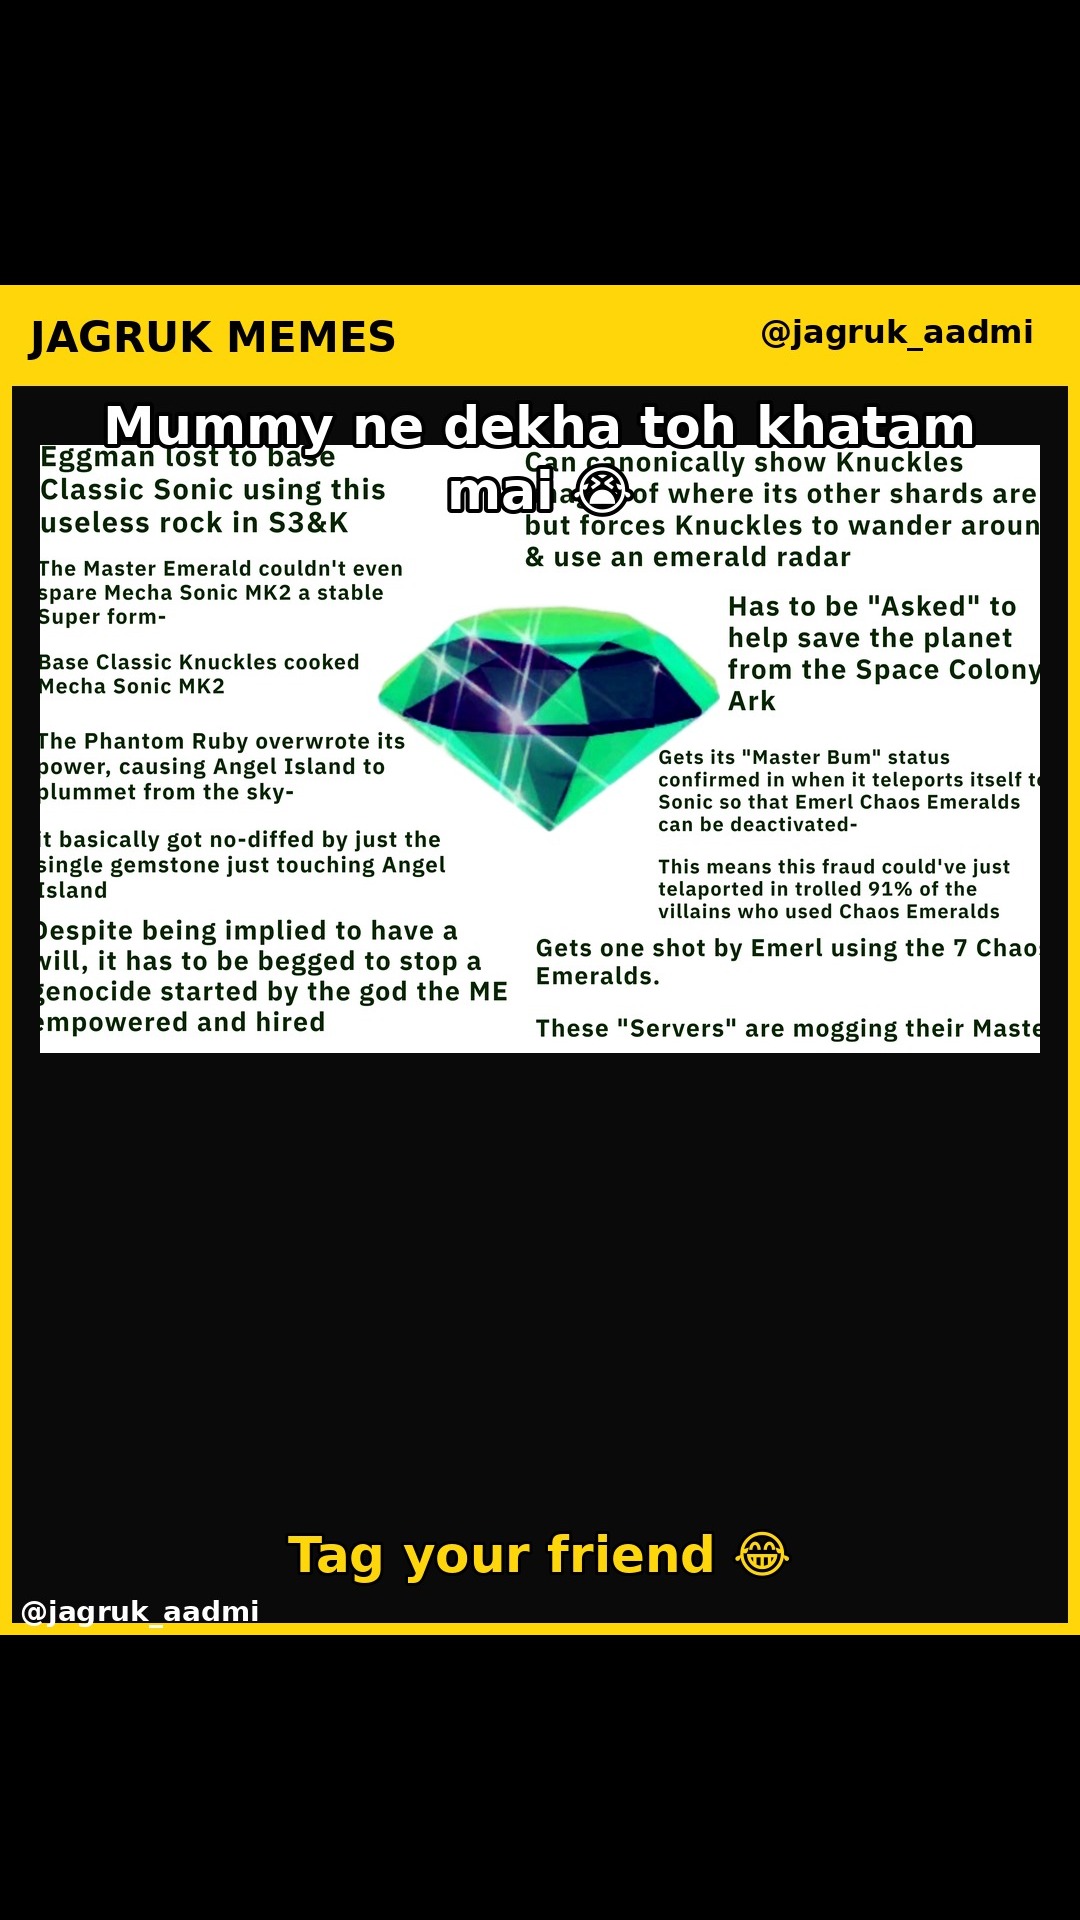 JAGRUK MEMES
@jagruk_aadmi
Mummy ne dekha toh khatam
mai 😭
Eggman lost to base
Classic Sonic using this
useless rock in S3&K
The Master Emerald couldn't even
spare Mecha Sonic MK2 a stable
Super form-
Base Classic Knuckles cooked
Mecha Sonic MK2
The Phantom Ruby overwrote its
power, causing Angel Island to
plummet from the sky-
it basically got no-diffed by just the
single gemstone just touching Angel
Island
Despite being implied to have a
will, it has to be begged to stop a
genocide started by the god the ME
empowered and hired
Can canonically show Knuckles
of where its other shards are
but forces Knuckles to wander aroun
& use an emerald radar
Has to be "Asked" to
help save the planet
from the Space Colony
Ark
Gets its "Master Bum" status
confirmed in when it teleports itself to
Sonic so that Emerl Chaos Emeralds
can be deactivated-
This means this fraud could've just
telaported in trolled 91% of the
villains who used Chaos Emeralds
Gets one shot by Emerl using the 7 Chaos
Emeralds.
These "Servers" are mogging their Maste
Tag your friend 😂
@jagruk_aadmi